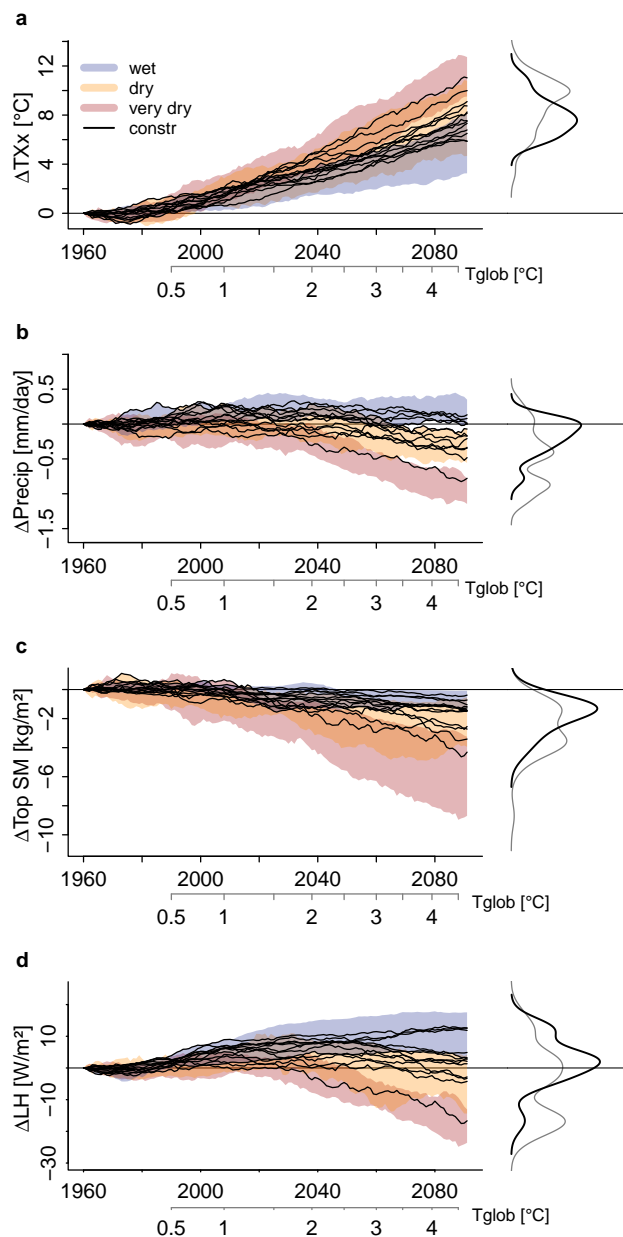 a
ΔTXx [°C]
12
8
4
0
wet
dry
very dry
constr
1960 2000 2040 2080
Tglob [°C]
0.5 1 2 3 4
b
ΔPrecip [mm/day]
0.5
−0.5
−1.5
1960 2000 2040 2080
Tglob [°C]
0.5 1 2 3 4
c
ΔTop SM [kg/m²]
−2
−6
−10
1960 2000 2040 2080
Tglob [°C]
0.5 1 2 3 4
d
ΔLH [W/m²]
10
−10
−30
1960 2000 2040 2080
Tglob [°C]
0.5 1 2 3 4